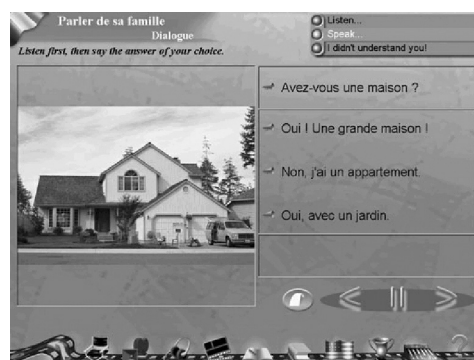 Parler de sa famille
Dialogue
Listen first, then say the answer of your choice.
Listen...
Speak...
I didn't understand you!
Avez-vous une maison ?
Oui ! Une grande maison !
Non, j'ai un appartement.
Oui, avec un jardin.